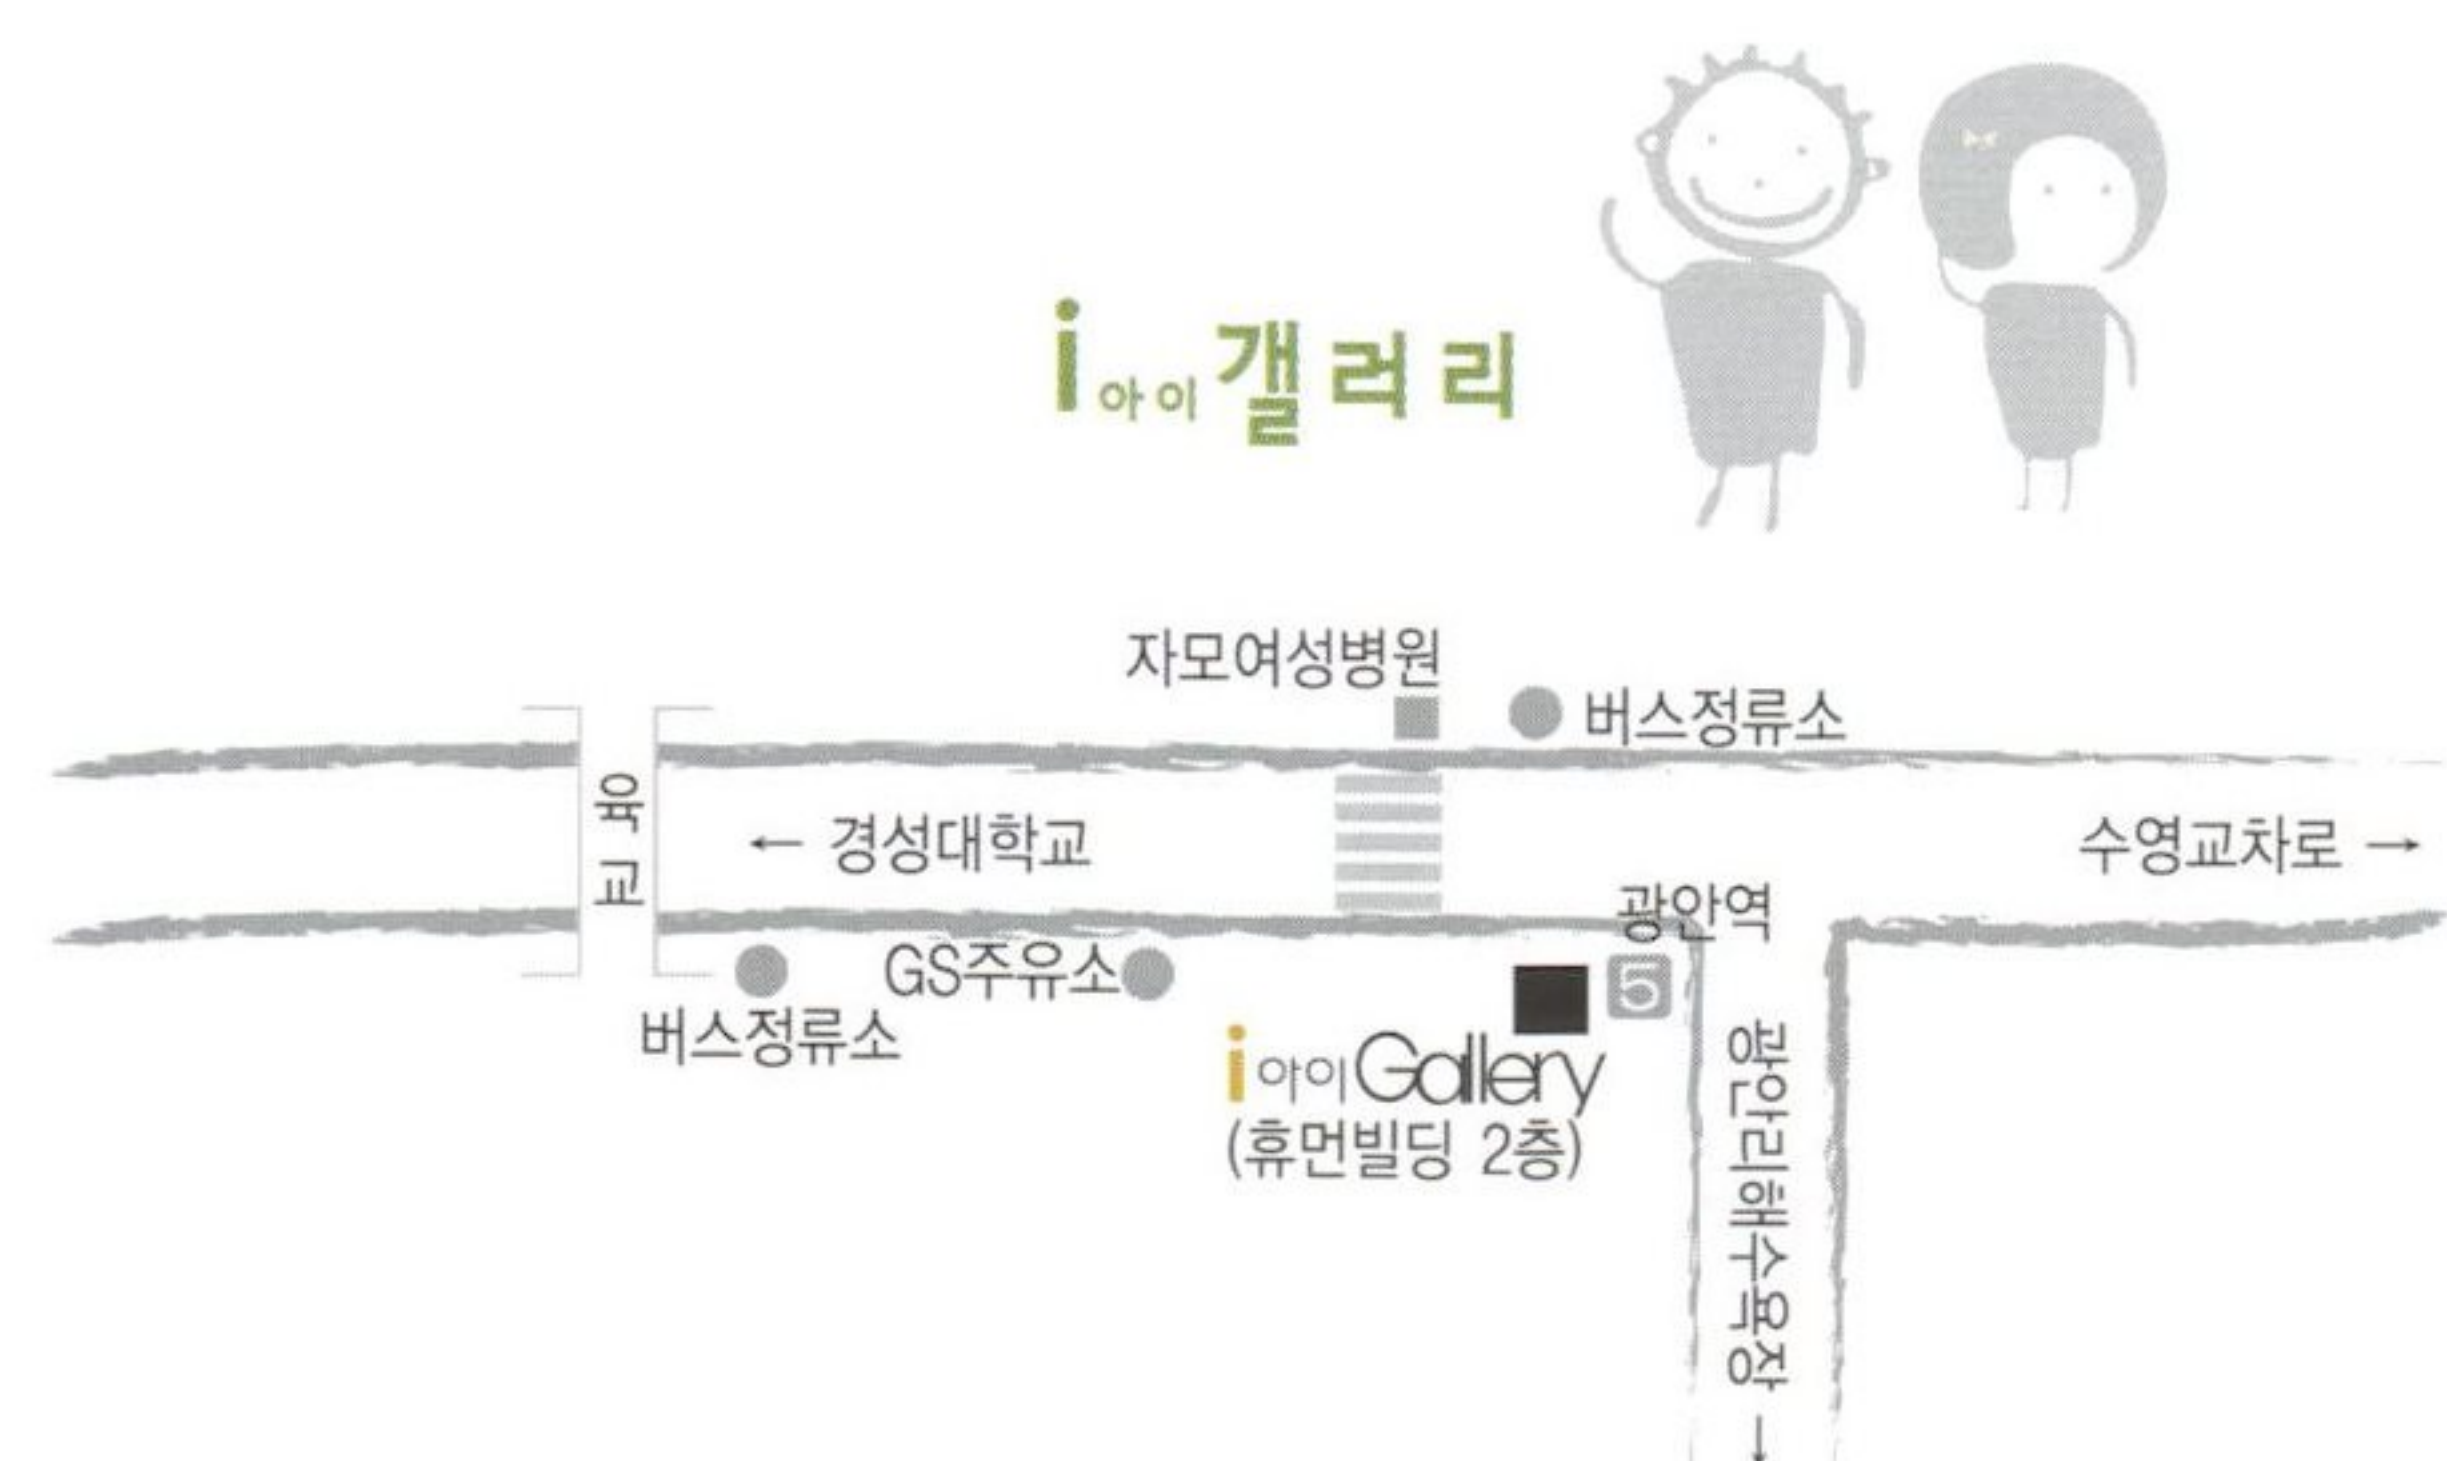 i 아이 갤러리
자모여성병원
버스정류소
육교
← 경성대학교
수영교차로 →
광안역
5
GS주유소
버스정류소
i 아이 Gallery
(휴먼빌딩 2층)
광안리해수욕장 →